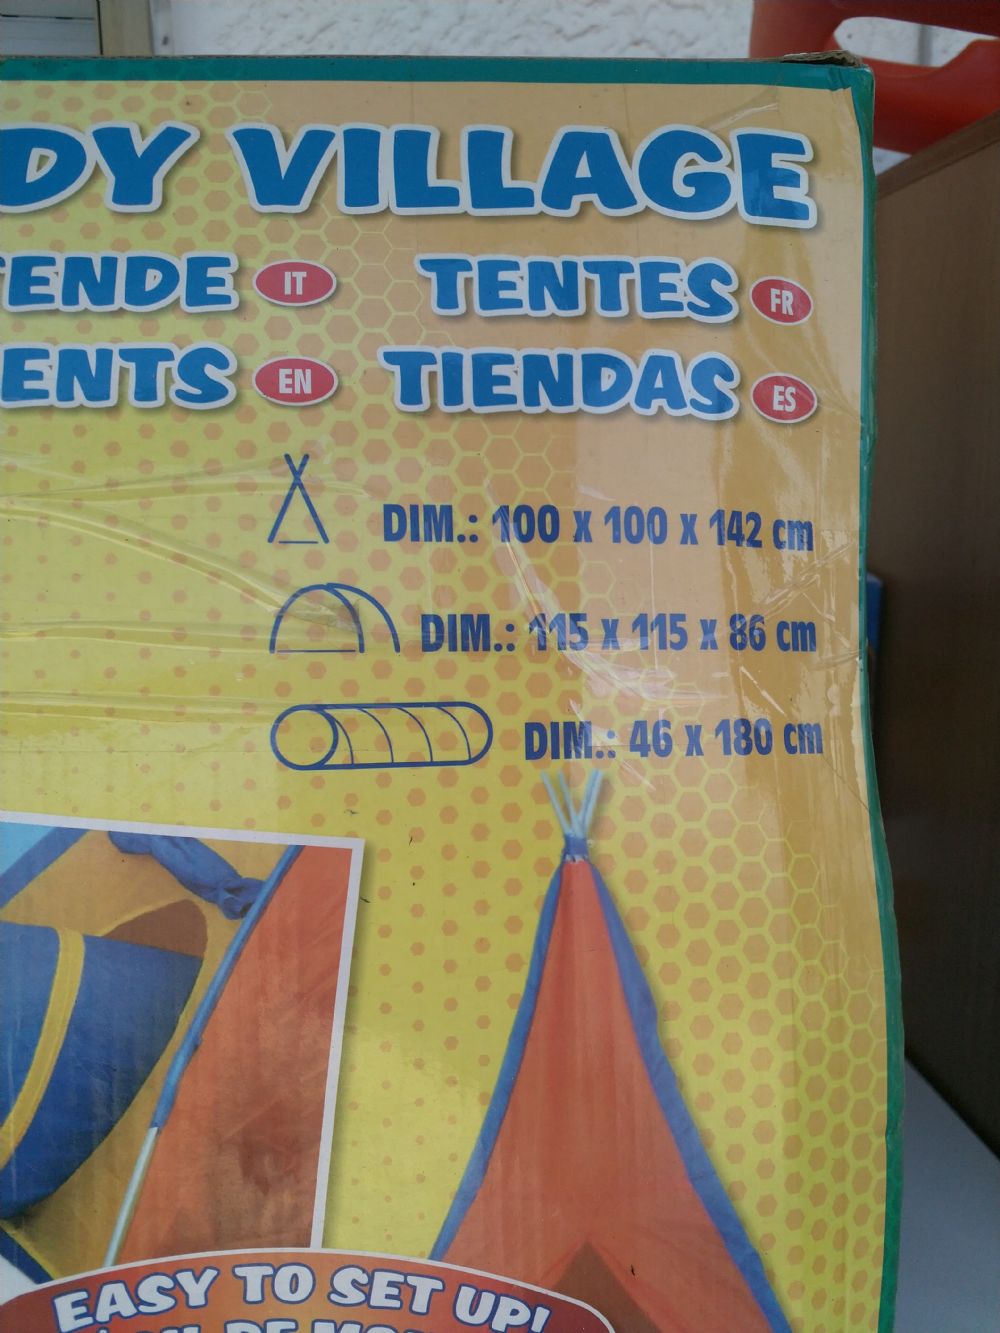 DY VILLAGE
TENDE IT TENTES FR
ENTS EN TIENDAS ES
DIM.: 100 x 100 x 142 cm
DIM.: 115 x 115 x 86 cm
DIM.: 46 x 180 cm
EASY TO SET UP!